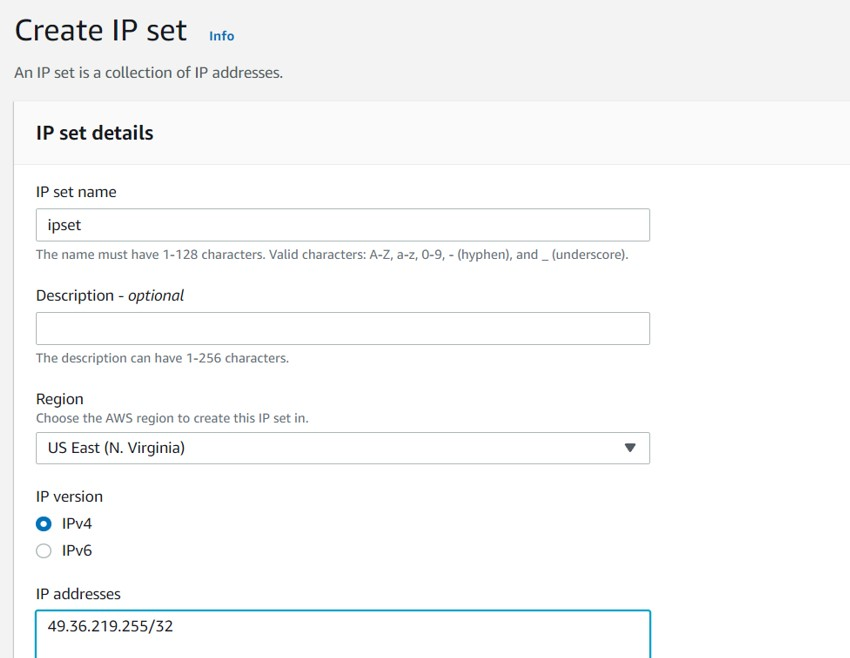 Create IP set Info
An IP set is a collection of IP addresses.
IP set details
IP set name
ipset
The name must have 1-128 characters. Valid characters: A-Z, a-z, 0-9, - (hyphen), and _ (underscore).
Description - optional
The description can have 1-256 characters.
Region
Choose the AWS region to create this IP set in.
US East (N. Virginia)
IP version
IPv4
IPv6
IP addresses
49.36.219.255/32